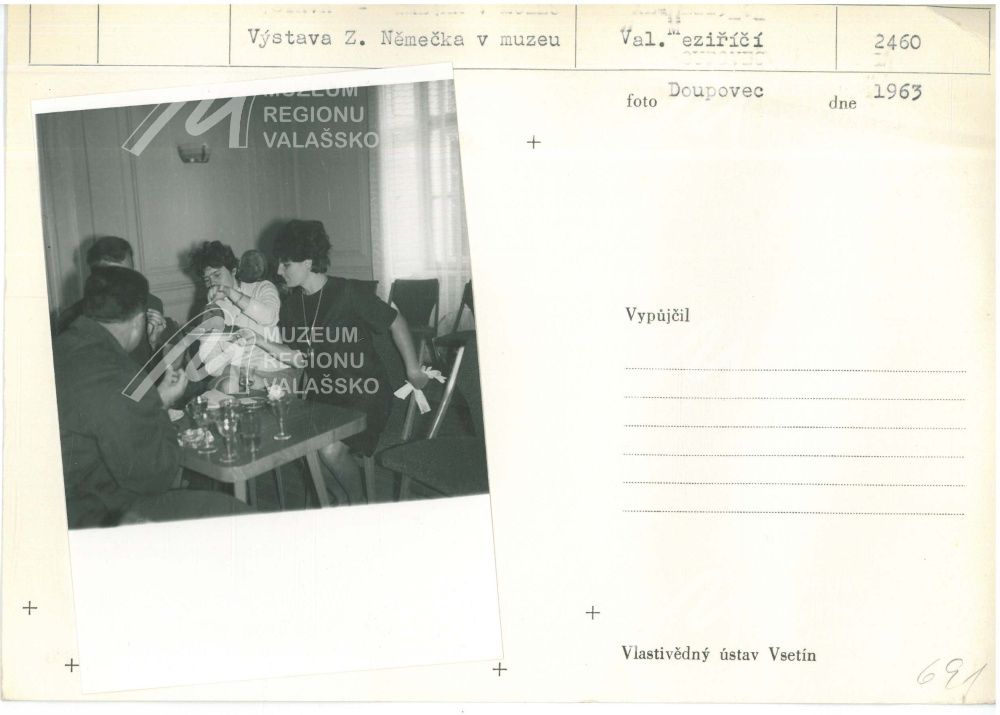 Výstava Z. Němečka v muzeu
Val. Meziříčí
2460
foto Doupovec dne 1963
MUZEUM
REGIONU
VALAŠSKO
MUZEUM
REGIONU
VALAŠSKO
Vypůjčil
Vlastivědný ústav Vsetín
691